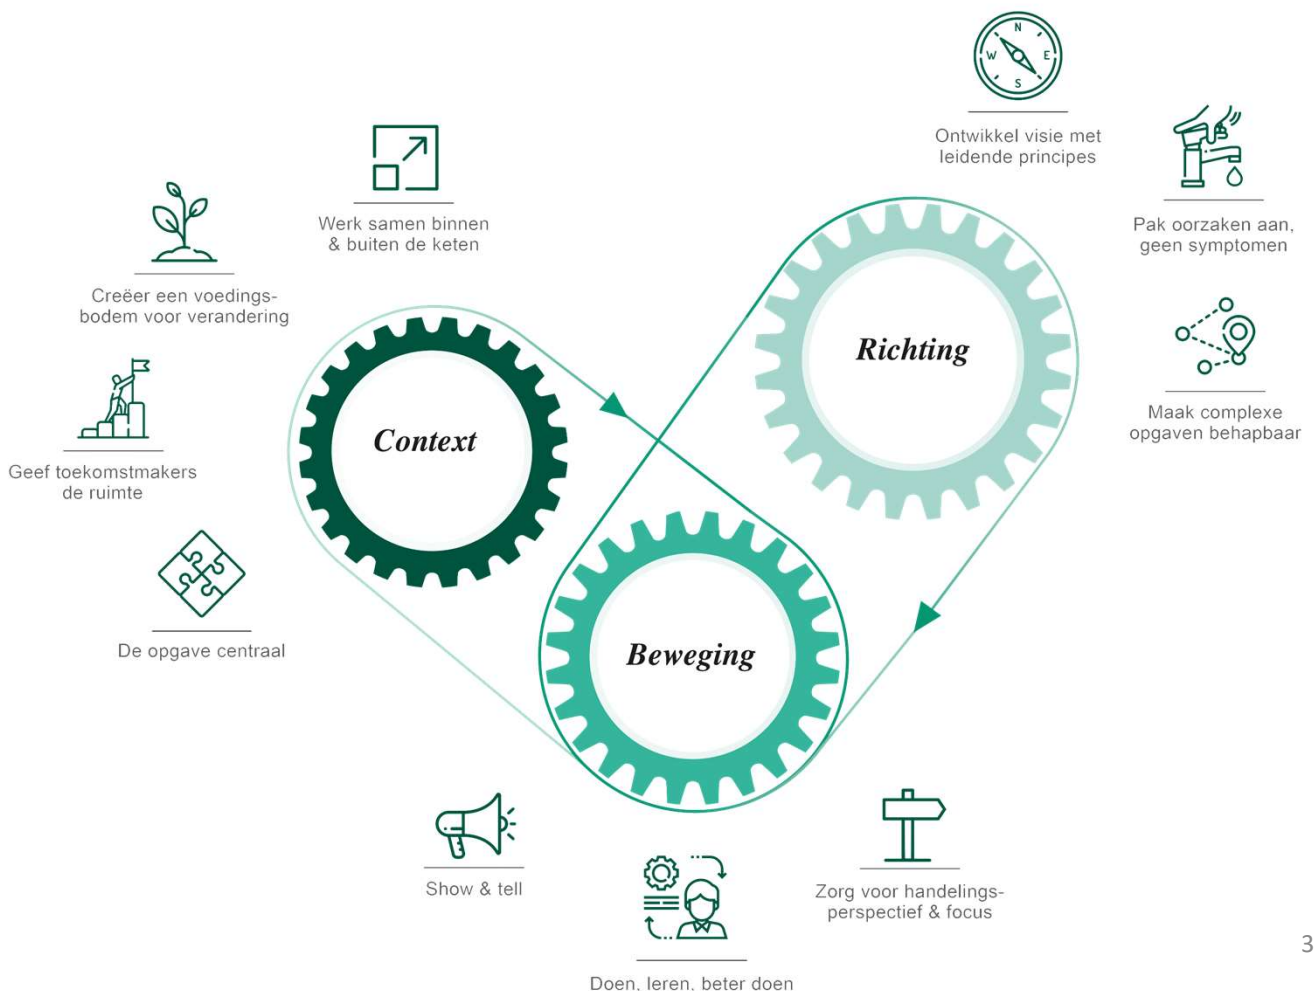 N
W E
S
Ontwikkel visie met
leidende principes
Pak oorzaken aan,
geen symptomen
Werk samen binnen
& buiten de keten
Creëer een voedings-
bodem voor verandering
Richting
Maak complexe
opgaven behapbaar
Context
Geef toekomstmakers
de ruimte
De opgave centraal
Beweging
Show & tell
Zorg voor handelings-
perspectief & focus
Doen, leren, beter doen
3